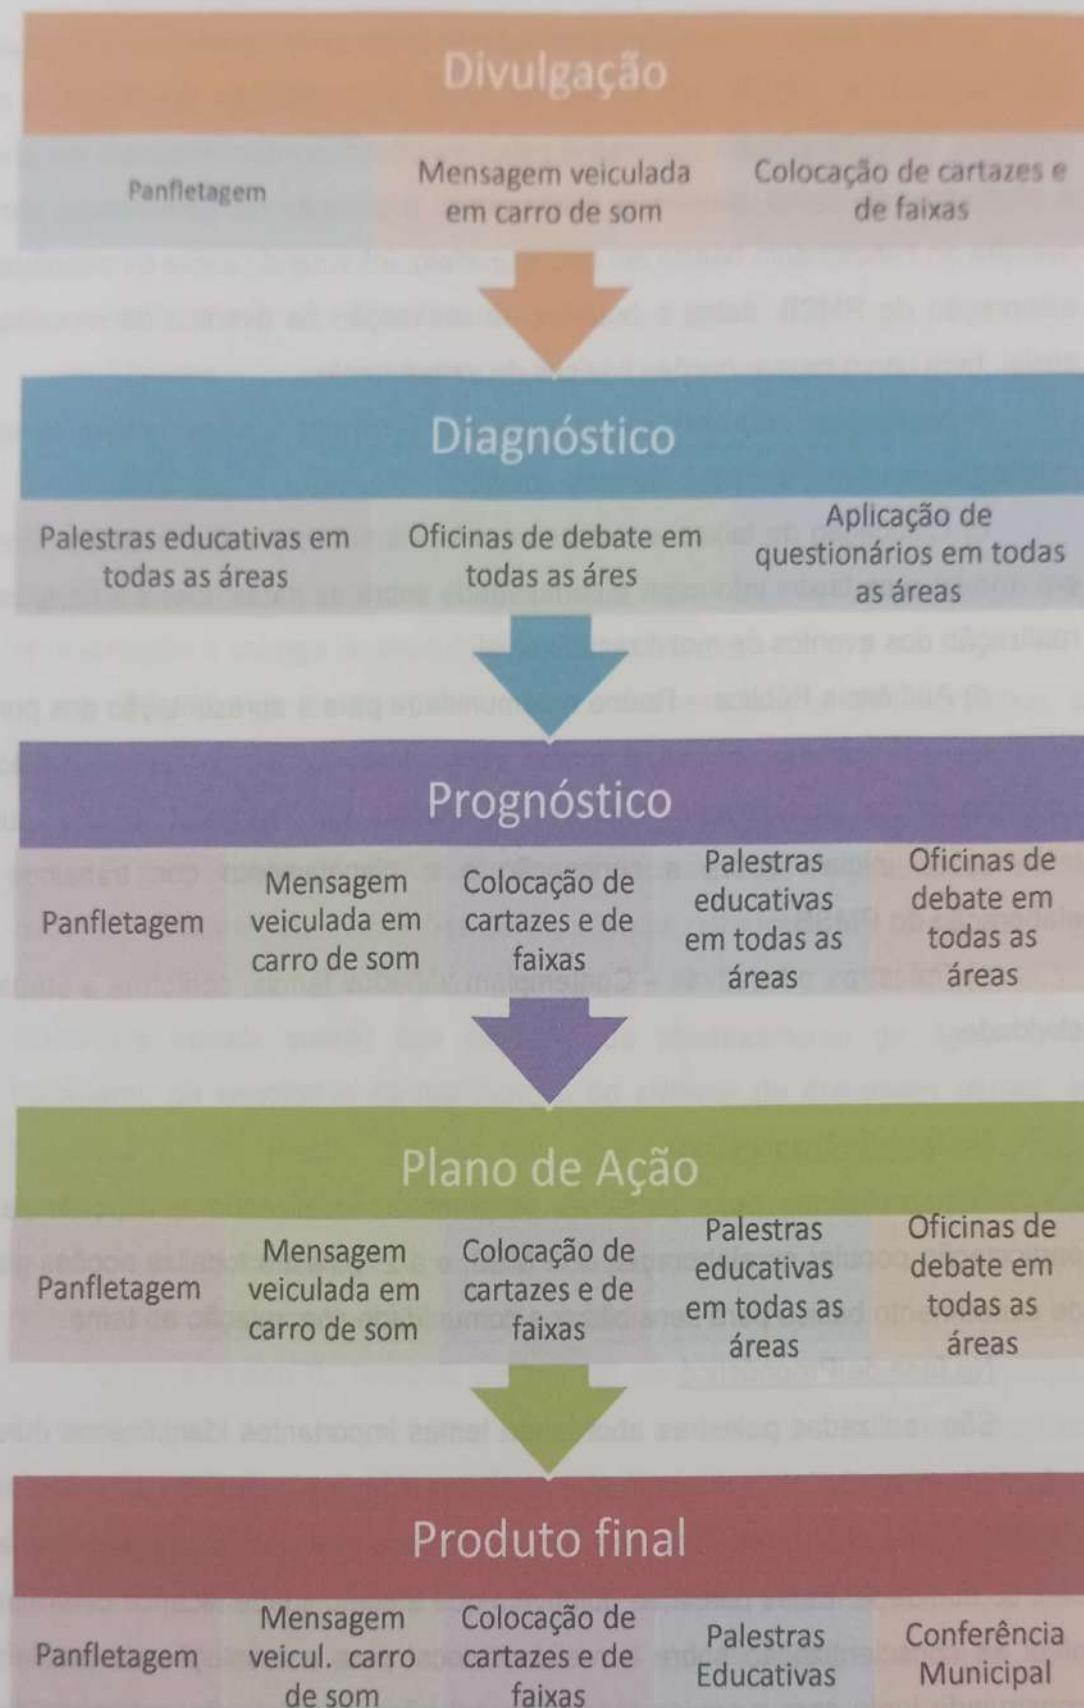 Divulgação
Panfletagem
Mensagem veiculada
em carro de som
Colocação de cartazes e
de faixas
Diagnóstico
Palestras educativas em
todas as áreas
Oficinas de debate em
todas as áres
Aplicação de
questionários em todas
as áreas
Prognóstico
Panfletagem
Mensagem
veiculada em
carro de som
Colocação de
cartazes e de
faixas
Palestras
educativas
em todas as
áreas
Oficinas de
debate em
todas as
áreas
Plano de Ação
Panfletagem
Mensagem
veiculada em
carro de som
Colocação de
cartazes e de
faixas
Palestras
educativas
em todas as
áreas
Oficinas de
debate em
todas as
áreas
Produto final
Panfletagem
Mensagem
veicul. carro
de som
Colocação de
cartazes e de
faixas
Palestras
Educativas
Conferência
Municipal